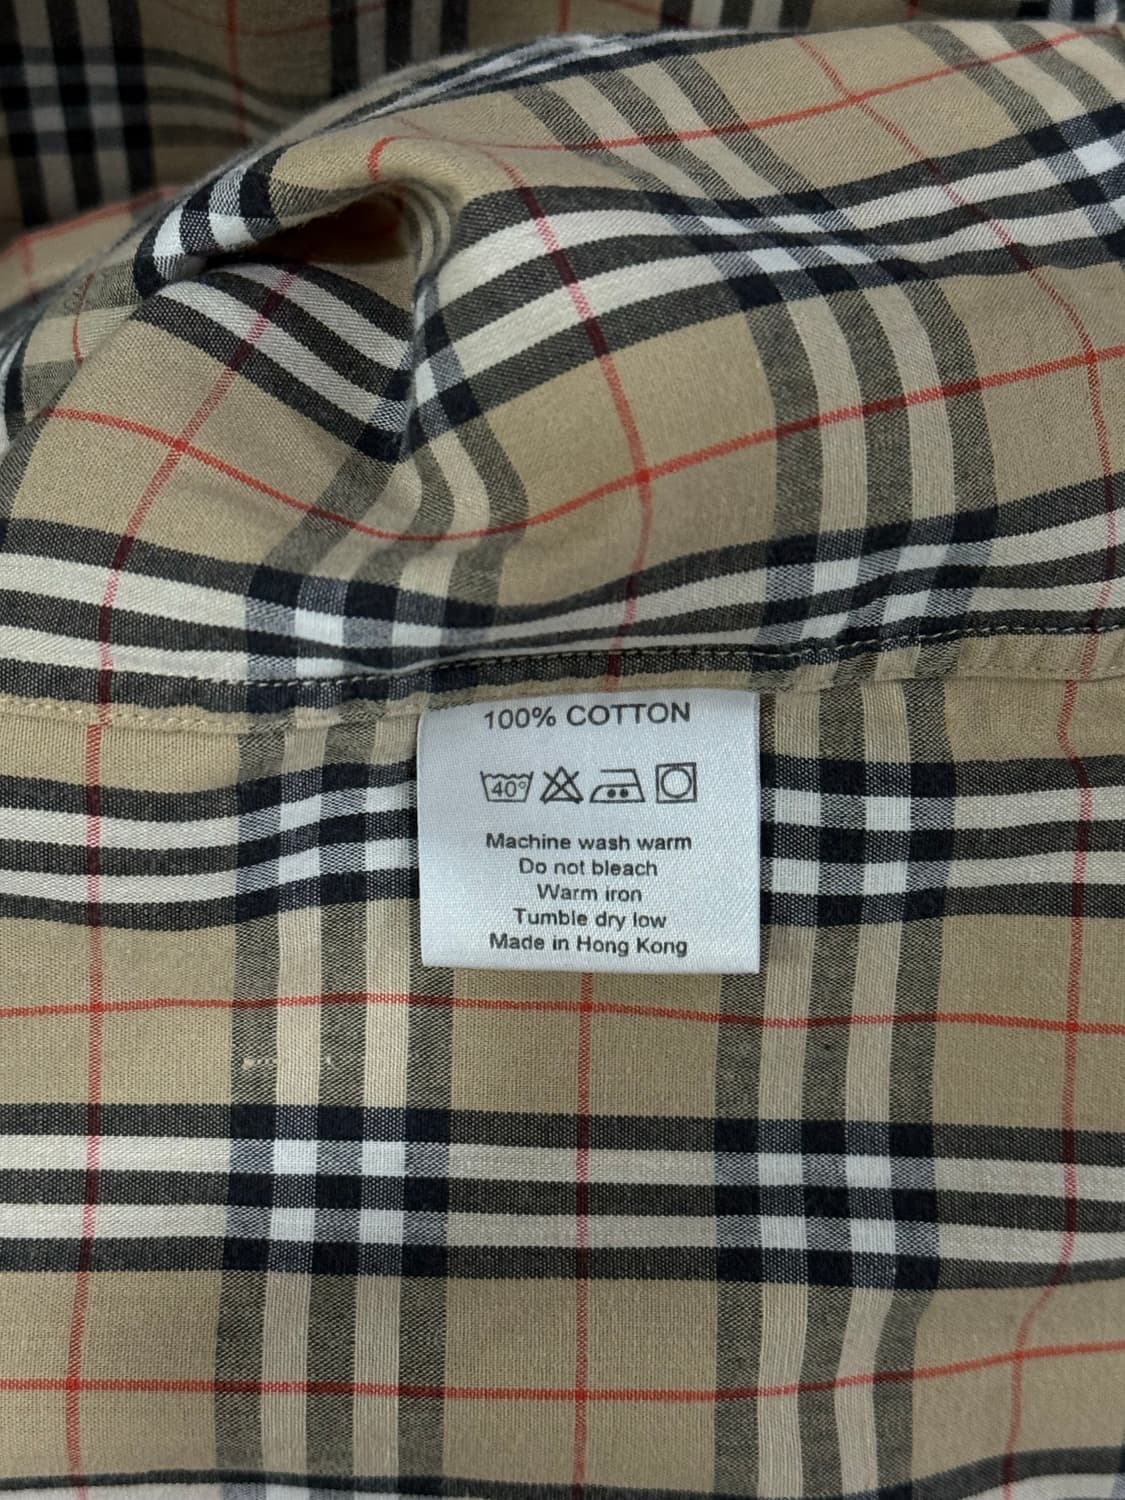 100% COTTON
40°
Machine wash warm
Do not bleach
Warm iron
Tumble dry low
Made in Hong Kong